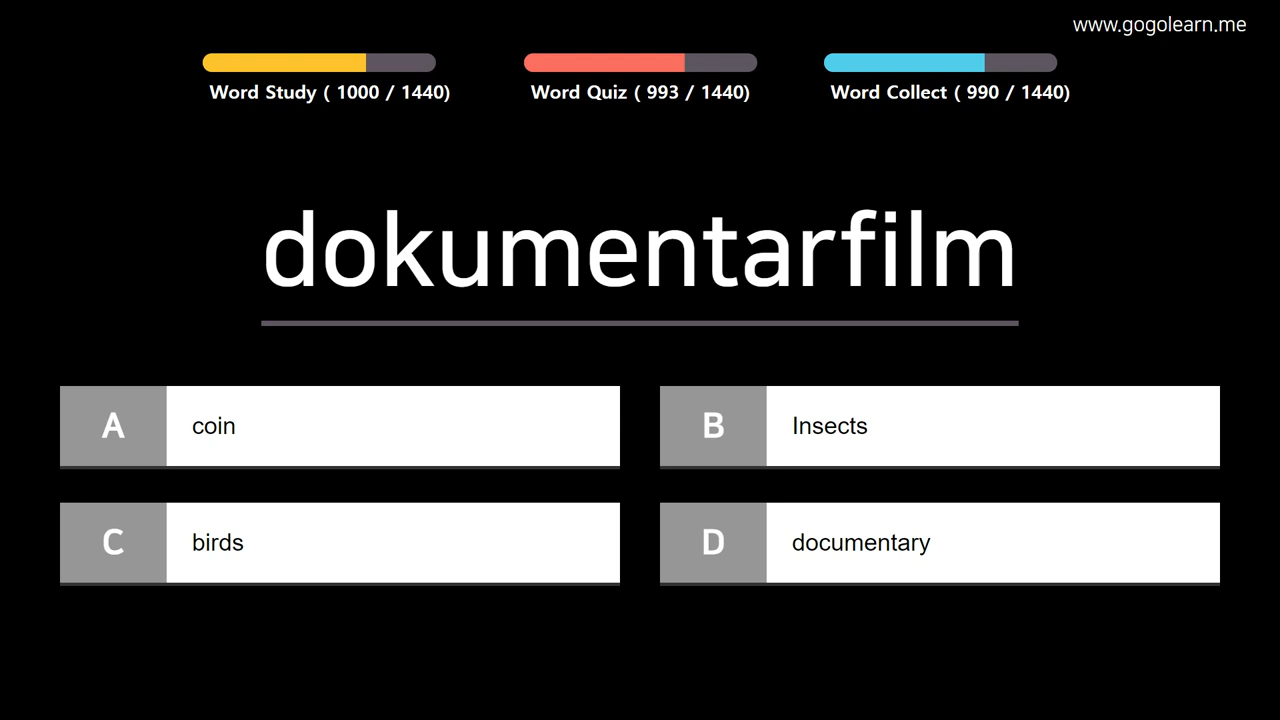 www.gogolearn.me
Word Study ( 1000 / 1440)
Word Quiz ( 993 / 1440)
Word Collect ( 990 / 1440)
dokumentarfilm
A coin
B Insects
C birds
D documentary